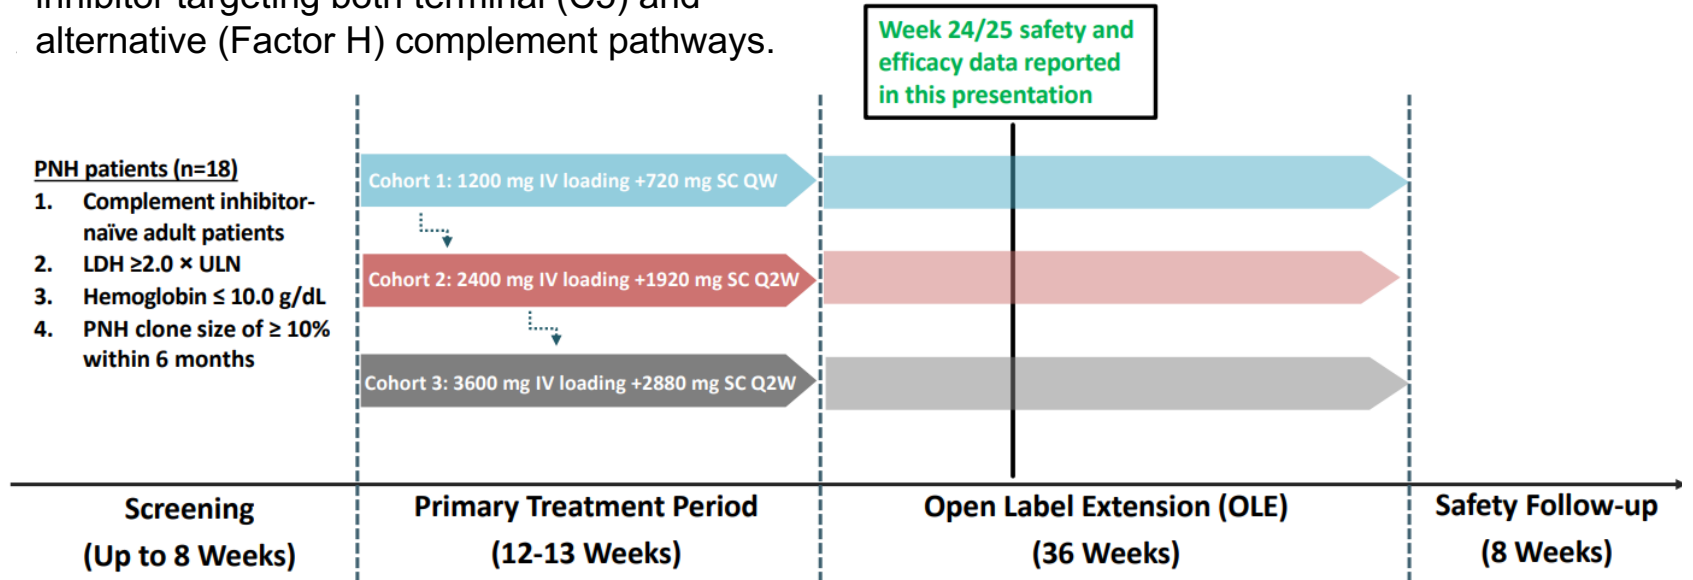 alternative (Factor H) complement pathways.
Week 24/25 safety and
efficacy data reported
in this presentation
PNH patients (n=18)
1. Complement inhibitor-
naïve adult patients
2. LDH ≥2.0 × ULN
3. Hemoglobin ≤ 10.0 g/dL
4. PNH clone size of ≥ 10%
within 6 months
Cohort 1: 1200 mg IV loading +720 mg SC QW
Cohort 2: 2400 mg IV loading +1920 mg SC Q2W
Cohort 3: 3600 mg IV loading +2880 mg SC Q2W
Screening
(Up to 8 Weeks)
Primary Treatment Period
(12-13 Weeks)
Open Label Extension (OLE)
(36 Weeks)
Safety Follow-up
(8 Weeks)